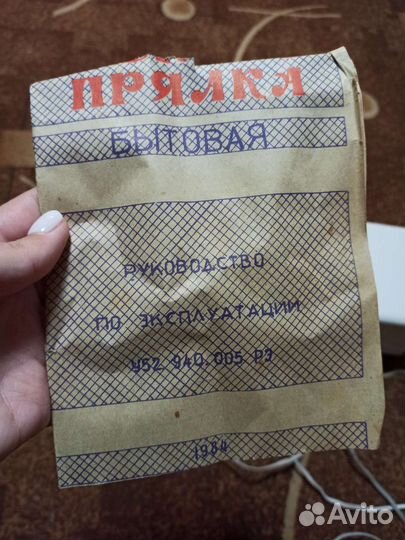 ПРЯЛКА
БЫТОВАЯ
РУКОВОДСТВО
ПО ЭКСПЛУАТАЦИИ
У52.940.005 РЭ
1984
Avito